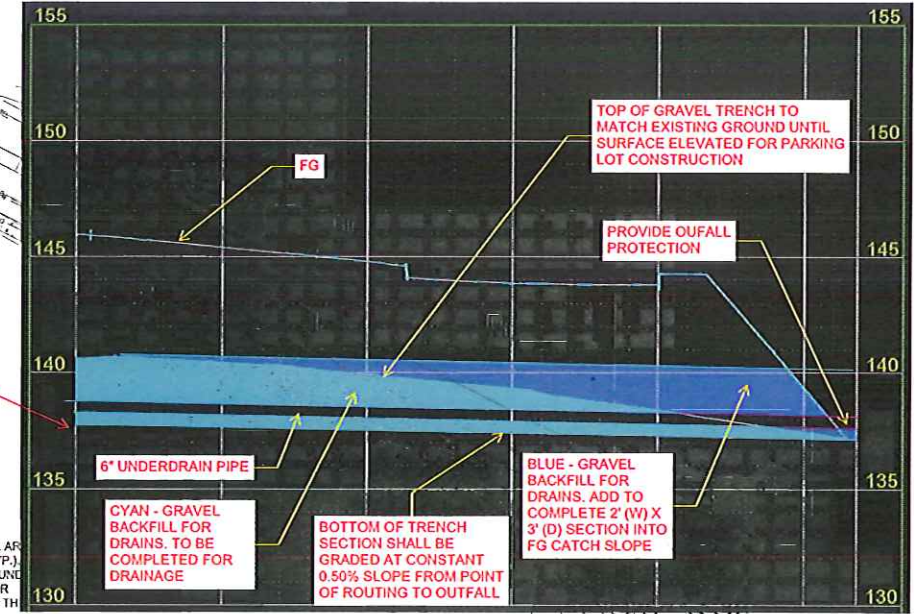 155
155
TOP OF GRAVEL TRENCH TO
MATCH EXISTING GROUND UNTIL
SURFACE ELEVATED FOR PARKING
LOT CONSTRUCTION
150
150
FG
PROVIDE OUFALL
PROTECTION
145
145
140
140
6" UNDERDRAIN PIPE
CYAN - GRAVEL
BACKFILL FOR
DRAINS. TO BE
COMPLETED FOR
DRAINAGE
BOTTOM OF TRENCH
SECTION SHALL BE
GRADED AT CONSTANT
0.50% SLOPE FROM POINT
OF ROUTING TO OUTFALL
BLUE - GRAVEL
BACKFILL FOR
DRAINS. ADD TO
COMPLETE 2' (W) X
3' (D) SECTION INTO
FG CATCH SLOPE
135
135
130
130
AR
YP.)
UND
R
TH